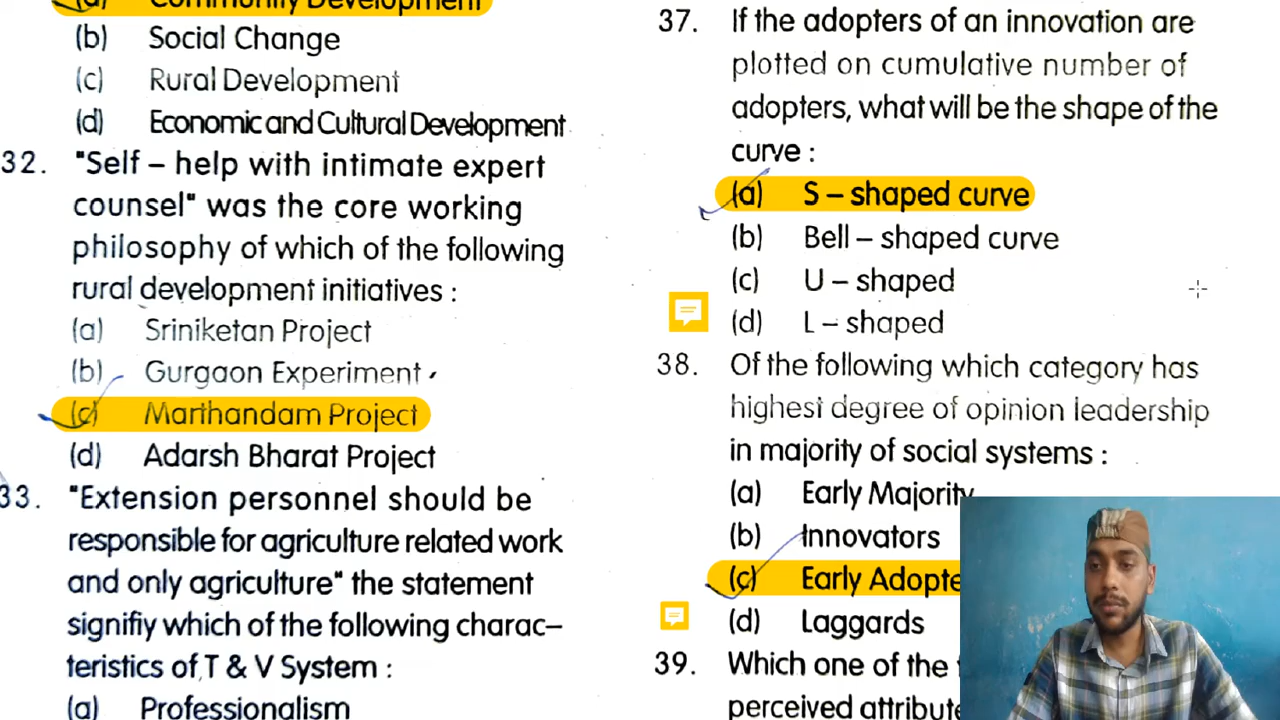 (a) Community Development
(b) Social Change
(c) Rural Development
(d) Economic and Cultural Development
32. "Self – help with intimate expert
counsel" was the core working
philosophy of which of the following
rural development initiatives :
(a) Sriniketan Project
(b) Gurgaon Experiment
(c) Marthandam Project
(d) Adarsh Bharat Project
33. "Extension personnel should be
responsible for agriculture related work
and only agriculture" the statement
signifiy which of the following charac–
teristics of T & V System :
(a) Professionalism
37. If the adopters of an innovation are
plotted on cumulative number of
adopters, what will be the shape of the
curve :
(a) S – shaped curve
(b) Bell – shaped curve
(c) U – shaped
(d) L – shaped
38. Of the following which category has
highest degree of opinion leadership
in majority of social systems :
(a) Early Majority
(b) Innovators
(c) Early Adopte
(d) Laggards
39. Which one of the
perceived attribute